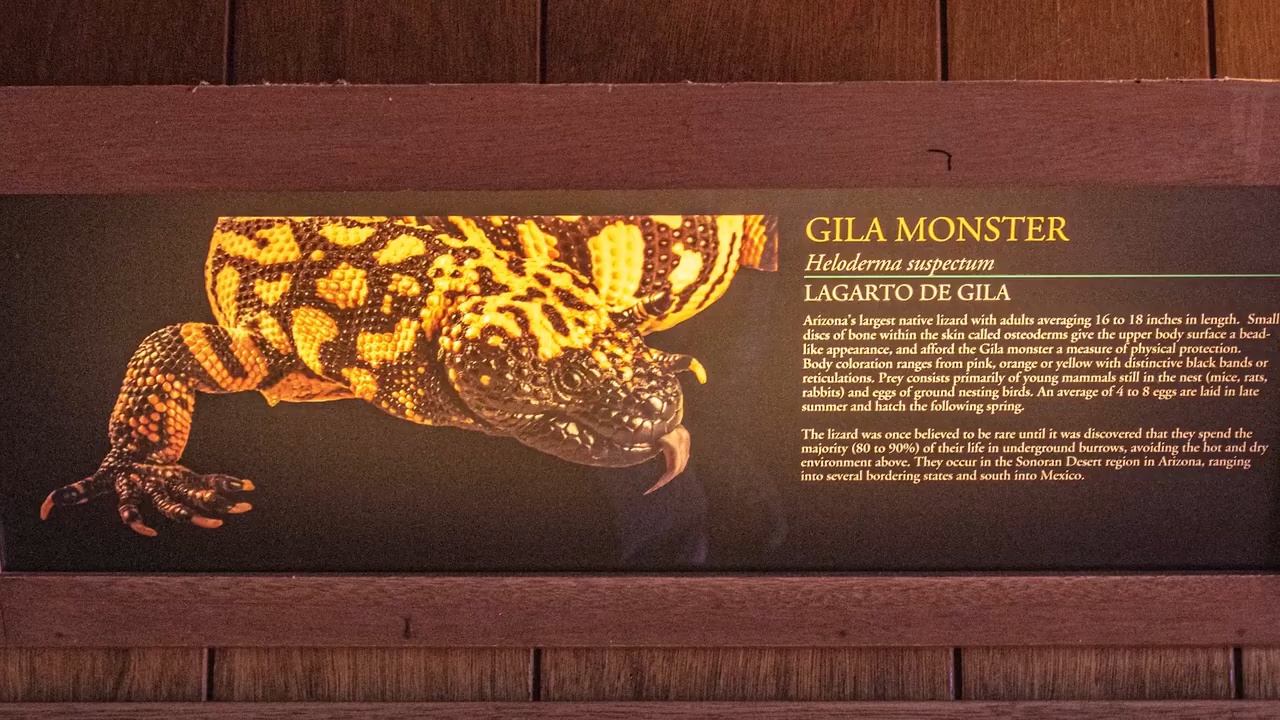 GILA MONSTER
Heloderma suspectum
LAGARTO DE GILA
Arizona's largest native lizard with adults averaging 16 to 18 inches in length. Small
discs of bone within the skin called osteoderms give the upper body surface a bead-
like appearance, and afford the Gila monster a measure of physical protection.
Body coloration ranges from pink, orange or yellow with distinctive black bands or
reticulations. Prey consists primarily of young mammals still in the nest (mice, rats,
rabbits) and eggs of ground nesting birds. An average of 4 to 8 eggs are laid in late
summer and hatch the following spring.
The lizard was once believed to be rare until it was discovered that they spend the
majority (80 to 90%) of their life in underground burrows, avoiding the hot and dry
environment above. They occur in the Sonoran Desert region in Arizona, ranging
into several bordering states and south into Mexico.